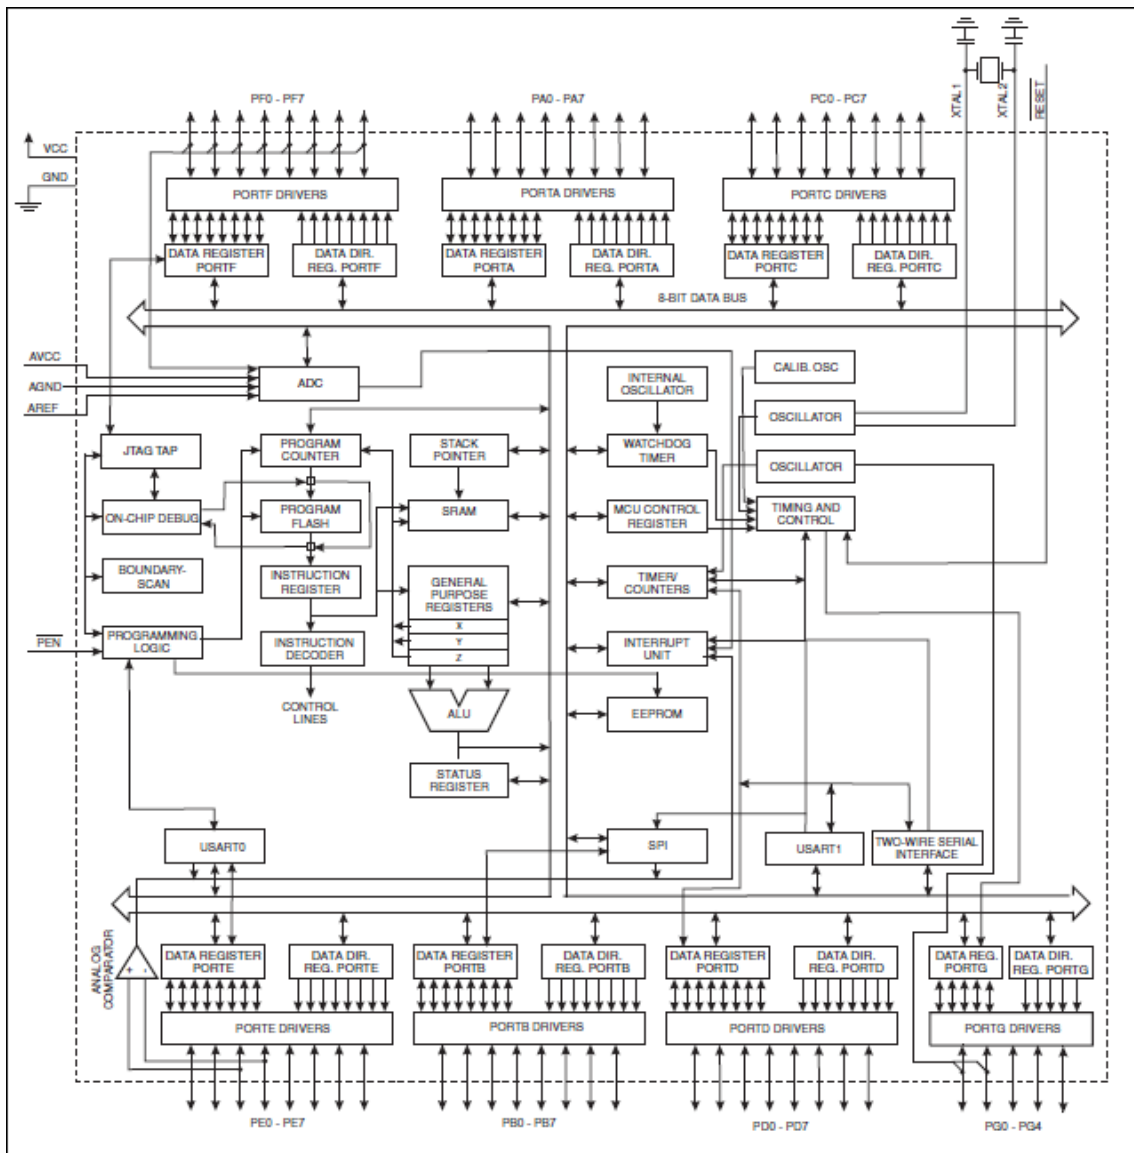 XTAL1
XTAL2
RESET
PF0 - PF7
PA0 - PA7
PC0 - PC7
VCC
GND
PORTF DRIVERS
PORTA DRIVERS
PORTC DRIVERS
DATA REGISTER
PORTF
DATA DIR.
REG. PORTF
DATA REGISTER
PORTA
DATA DIR.
REG. PORTA
DATA REGISTER
PORTC
DATA DIR.
REG. PORTC
8-BIT DATA BUS
AVCC
AGND
AREF
ADC
INTERNAL
OSCILLATOR
CALIB. OSC
OSCILLATOR
JTAG TAP
PROGRAM
COUNTER
STACK
POINTER
WATCHDOG
TIMER
OSCILLATOR
ON-CHIP DEBUG
PROGRAM
FLASH
SRAM
MCU CONTROL
REGISTER
TIMING AND
CONTROL
BOUNDARY-
SCAN
INSTRUCTION
REGISTER
GENERAL
PURPOSE
REGISTERS
X
Y
Z
TIMER/
COUNTERS
PEN
PROGRAMMING
LOGIC
INSTRUCTION
DECODER
INTERRUPT
UNIT
CONTROL
LINES
ALU
EEPROM
STATUS
REGISTER
USART0
SPI
USART1
TWO-WIRE SERIAL
INTERFACE
ANALOG
COMPARATOR
+ -
DATA REGISTER
PORTE
DATA DIR.
REG. PORTE
DATA REGISTER
PORTB
DATA DIR.
REG. PORTB
DATA REGISTER
PORTD
DATA DIR.
REG. PORTD
DATA REG.
PORTG
DATA DIR.
REG. PORTG
PORTE DRIVERS
PORTB DRIVERS
PORTD DRIVERS
PORTG DRIVERS
PE0 - PE7
PB0 - PB7
PD0 - PD7
PG0 - PG4